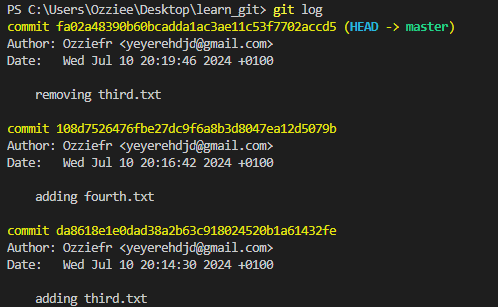 PS C:\Users\Ozziee\Desktop\learn_git> git log
commit fa02a48390b60bcadda1ac3ae11c53f7702accd5 (HEAD -> master)
Author: Ozziefr <yeyerehdjd@gmail.com>
Date:   Wed Jul 10 20:19:46 2024 +0100
removing third.txt
commit 108d7526476fbe27dc9f6a8b3d8047ea12d5079b
Author: Ozziefr <yeyerehdjd@gmail.com>
Date:   Wed Jul 10 20:16:42 2024 +0100
adding fourth.txt
commit da8618e1e0dad38a2b63c918024520b1a61432fe
Author: Ozziefr <yeyerehdjd@gmail.com>
Date:   Wed Jul 10 20:14:30 2024 +0100
adding third.txt